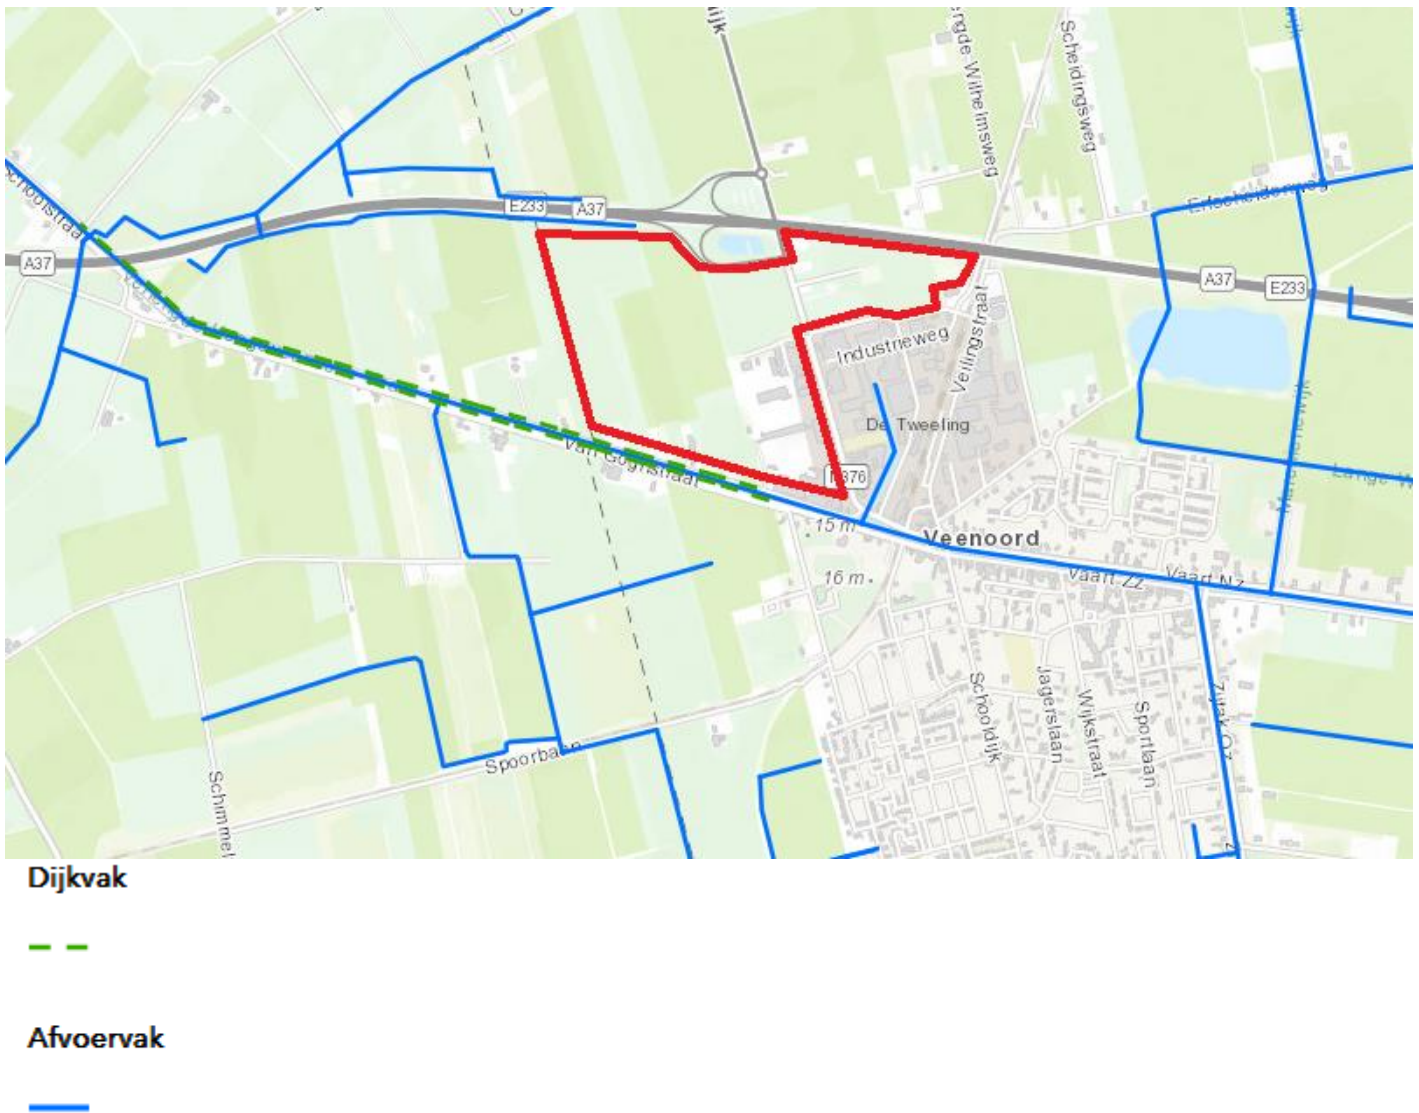 Scheidingsweg
Schoolstraat
E233
A37
Erfscheidenweg
A37
A37
E233
Industrieweg
Veilingstraat
De Tweeling
Van Goghstraat
N376
15 m
Veenoord
16 m
Vaart ZZ
Vaart NZ
Schooldijk
Jagerslaan
Wijkstraat
Sportlaan
Spoorbaan
Schimmel
Dijkvak
Afvoervak